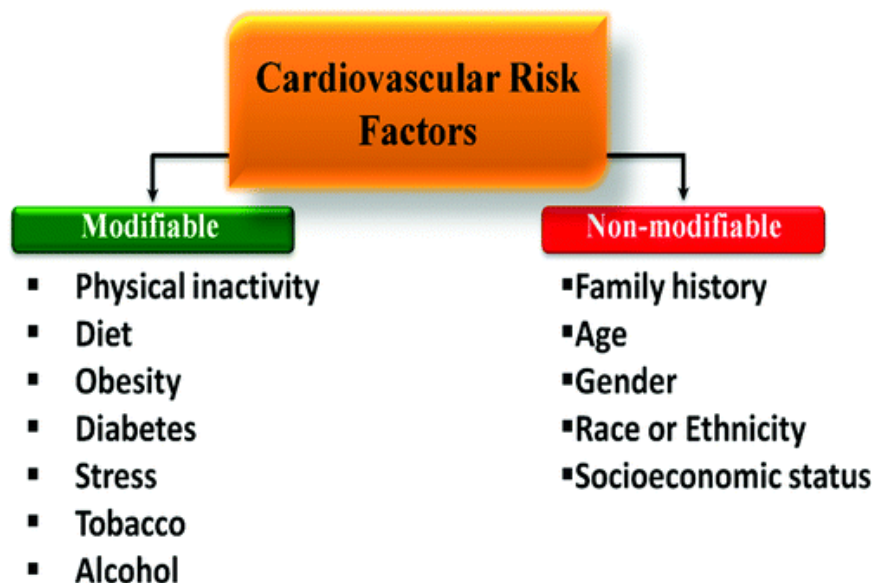 Cardiovascular Risk
Factors
Modifiable
▪ Physical inactivity
▪ Diet
▪ Obesity
▪ Diabetes
▪ Stress
▪ Tobacco
▪ Alcohol
Non-modifiable
▪Family history
▪Age
▪Gender
▪Race or Ethnicity
▪Socioeconomic status